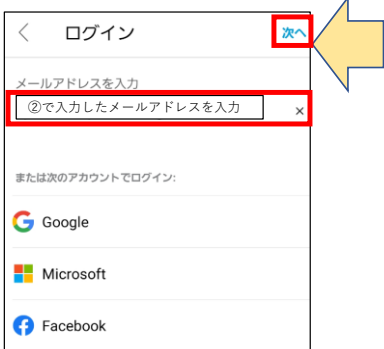 ログイン 次へ
メールアドレスを入力
②で入力したメールアドレスを入力 ×
または次のアカウントでログイン:
Google
Microsoft
Facebook